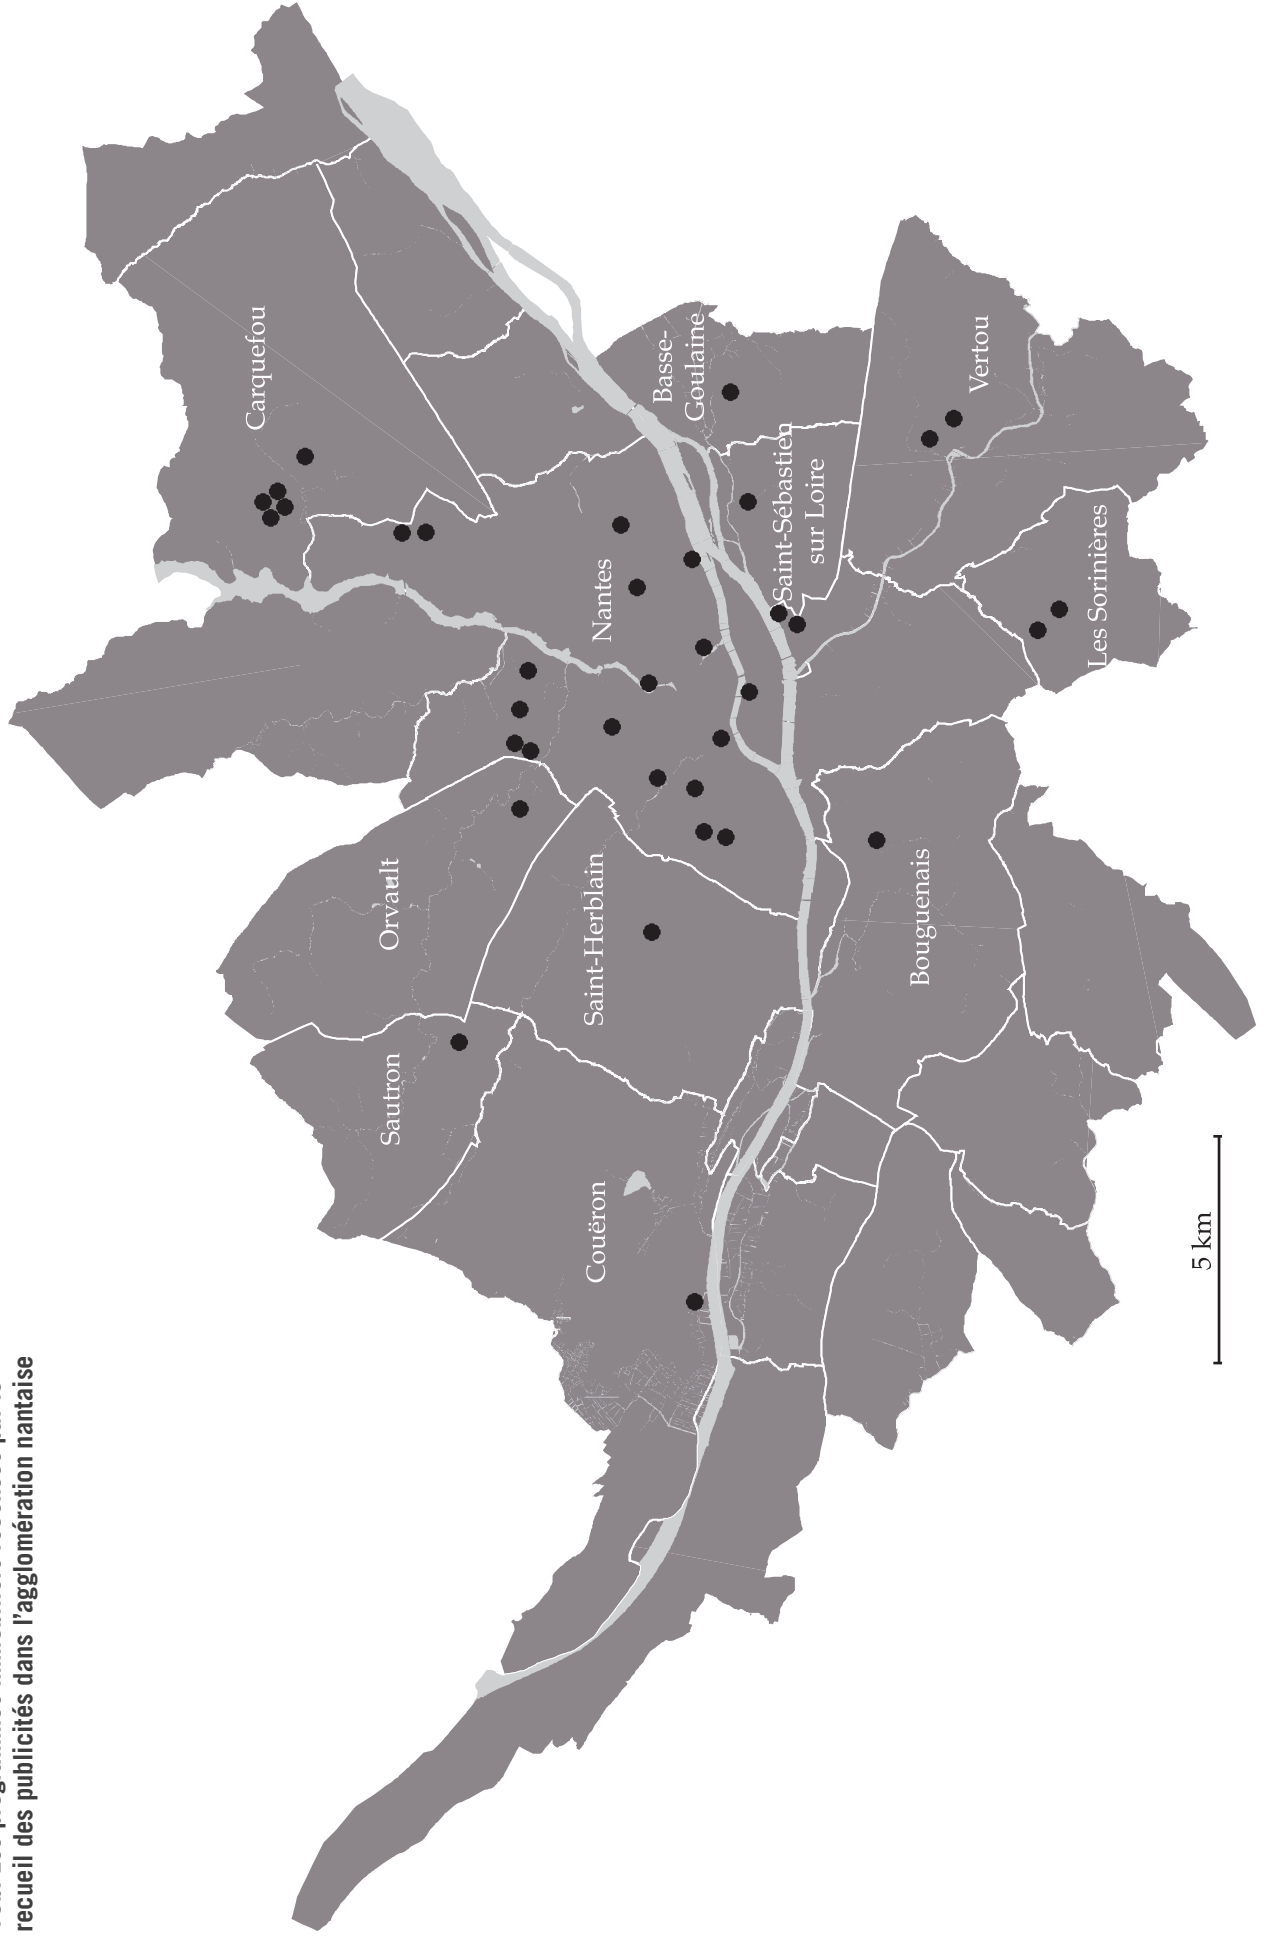 recueil des publicités dans l'agglomération nantaise
Carquefou
Orvault
Sautron
Nantes
Saint-Herblain
Couëron
Basse-
Goulaine
Saint-Sébastien
sur Loire
Vertou
Bouguenais
Les Sorinières
5 km